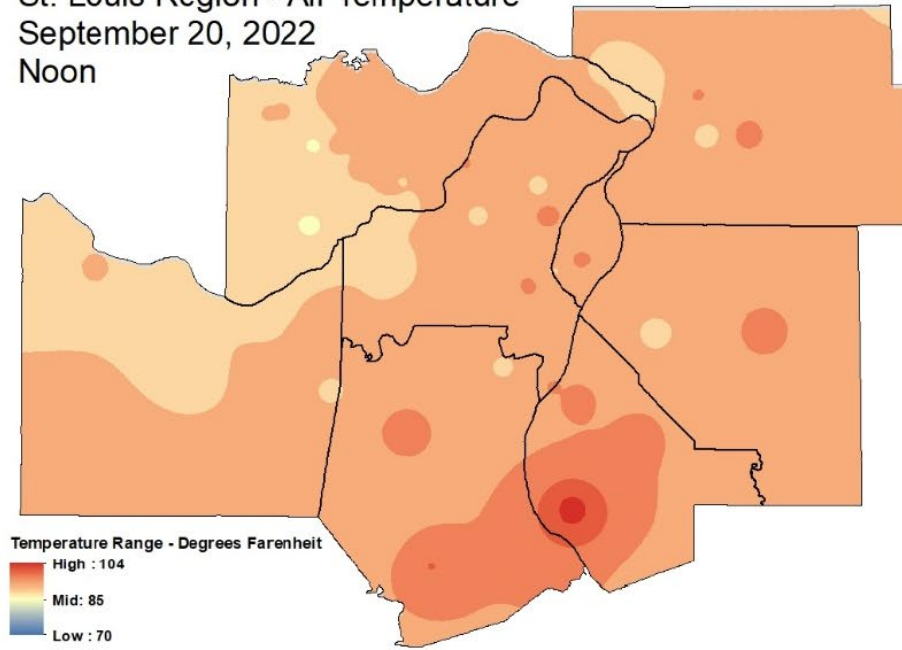 St. Louis Region - Air Temperature
September 20, 2022
Noon
Temperature Range - Degrees Farenheit
High : 104
Mid: 85
Low : 70